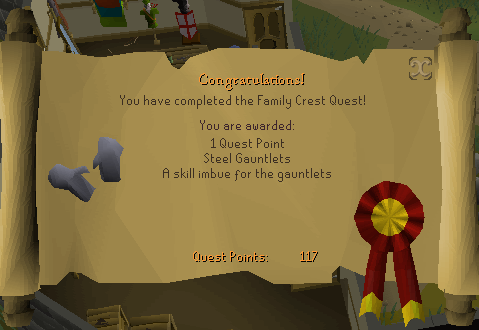 Congratulations!
You have completed the Family Crest Quest!
You are awarded:
1 Quest Point
Steel Gauntlets
A skill imbue for the gauntlets
Quest Points: 117